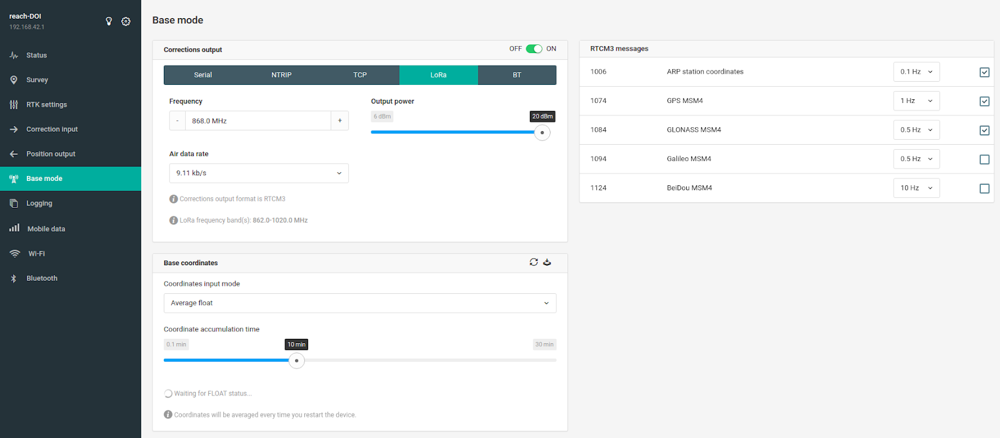 reach-DOI
192.168.42.1
Status
Survey
RTK settings
Correction input
Position output
Base mode
Logging
Mobile data
Wi-Fi
Bluetooth
Base mode
Corrections output OFF ON
Serial NTRIP TCP LoRa BT
Frequency Output power
6 dBm 20 dBm
- 868.0 MHz +
Air data rate
9.11 kb/s
Corrections output format is RTCM3
LoRa frequency band(s): 862.0-1020.0 MHz
Base coordinates
Coordinates input mode
Average float
Coordinate accumulation time
0.1 min 10 min 30 min
Waiting for FLOAT status...
Coordinates will be averaged every time you restart the device.
RTCM3 messages
1006 ARP station coordinates 0.1 Hz
1074 GPS MSM4 1 Hz
1084 GLONASS MSM4 0.5 Hz
1094 Galileo MSM4 0.5 Hz
1124 BeiDou MSM4 10 Hz